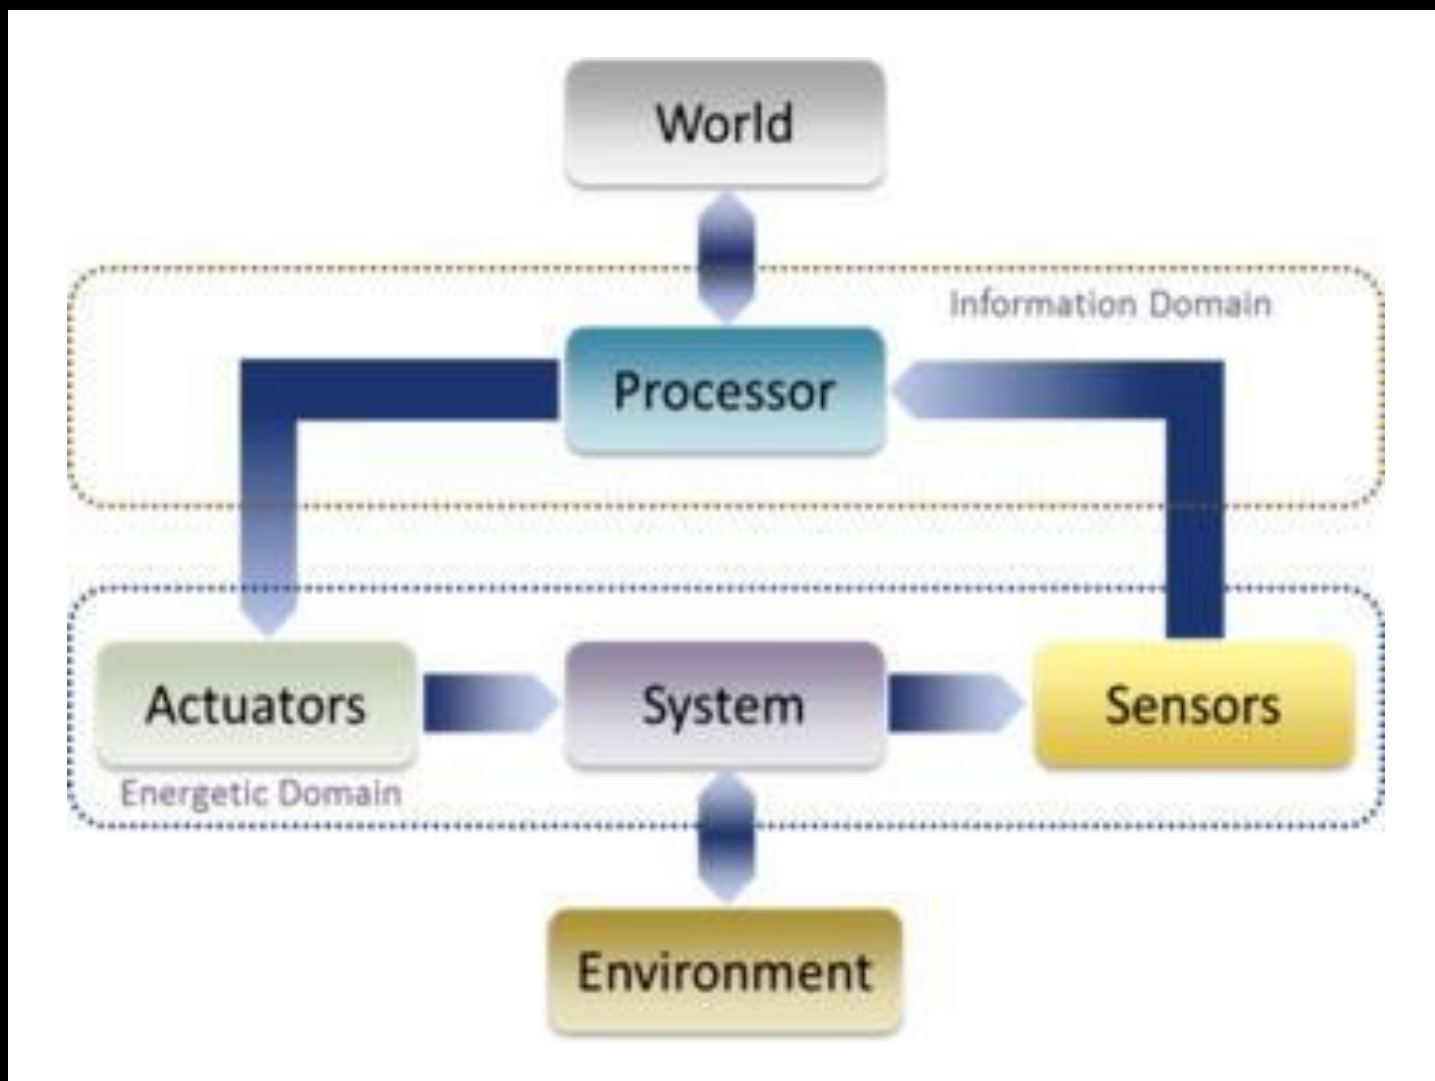 World
Information Domain
Processor
Actuators
System
Sensors
Energetic Domain
Environment